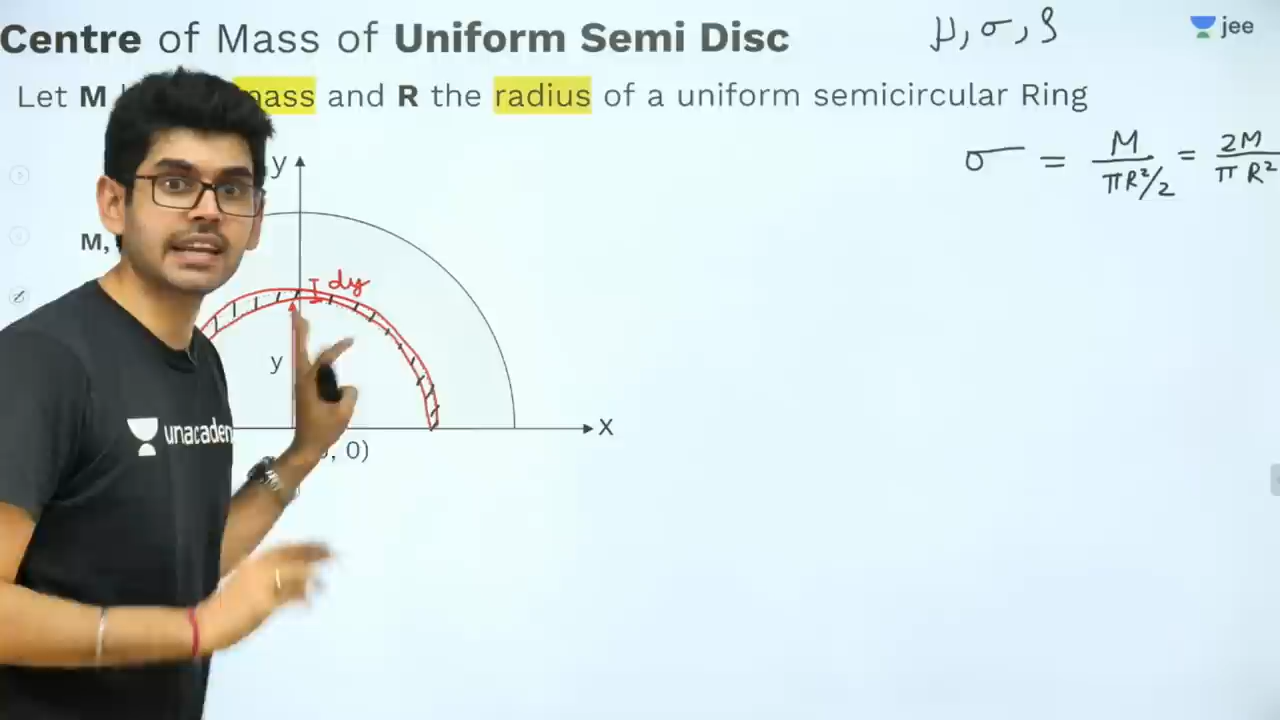 Centre of Mass of Uniform Semi Disc
μ, σ, ρ
jee
Let M mass and R the radius of a uniform semicircular Ring
σ = M/(πR²/2) = 2M/(πR²)
y
M,
dy
y
x
, 0)
unacaden